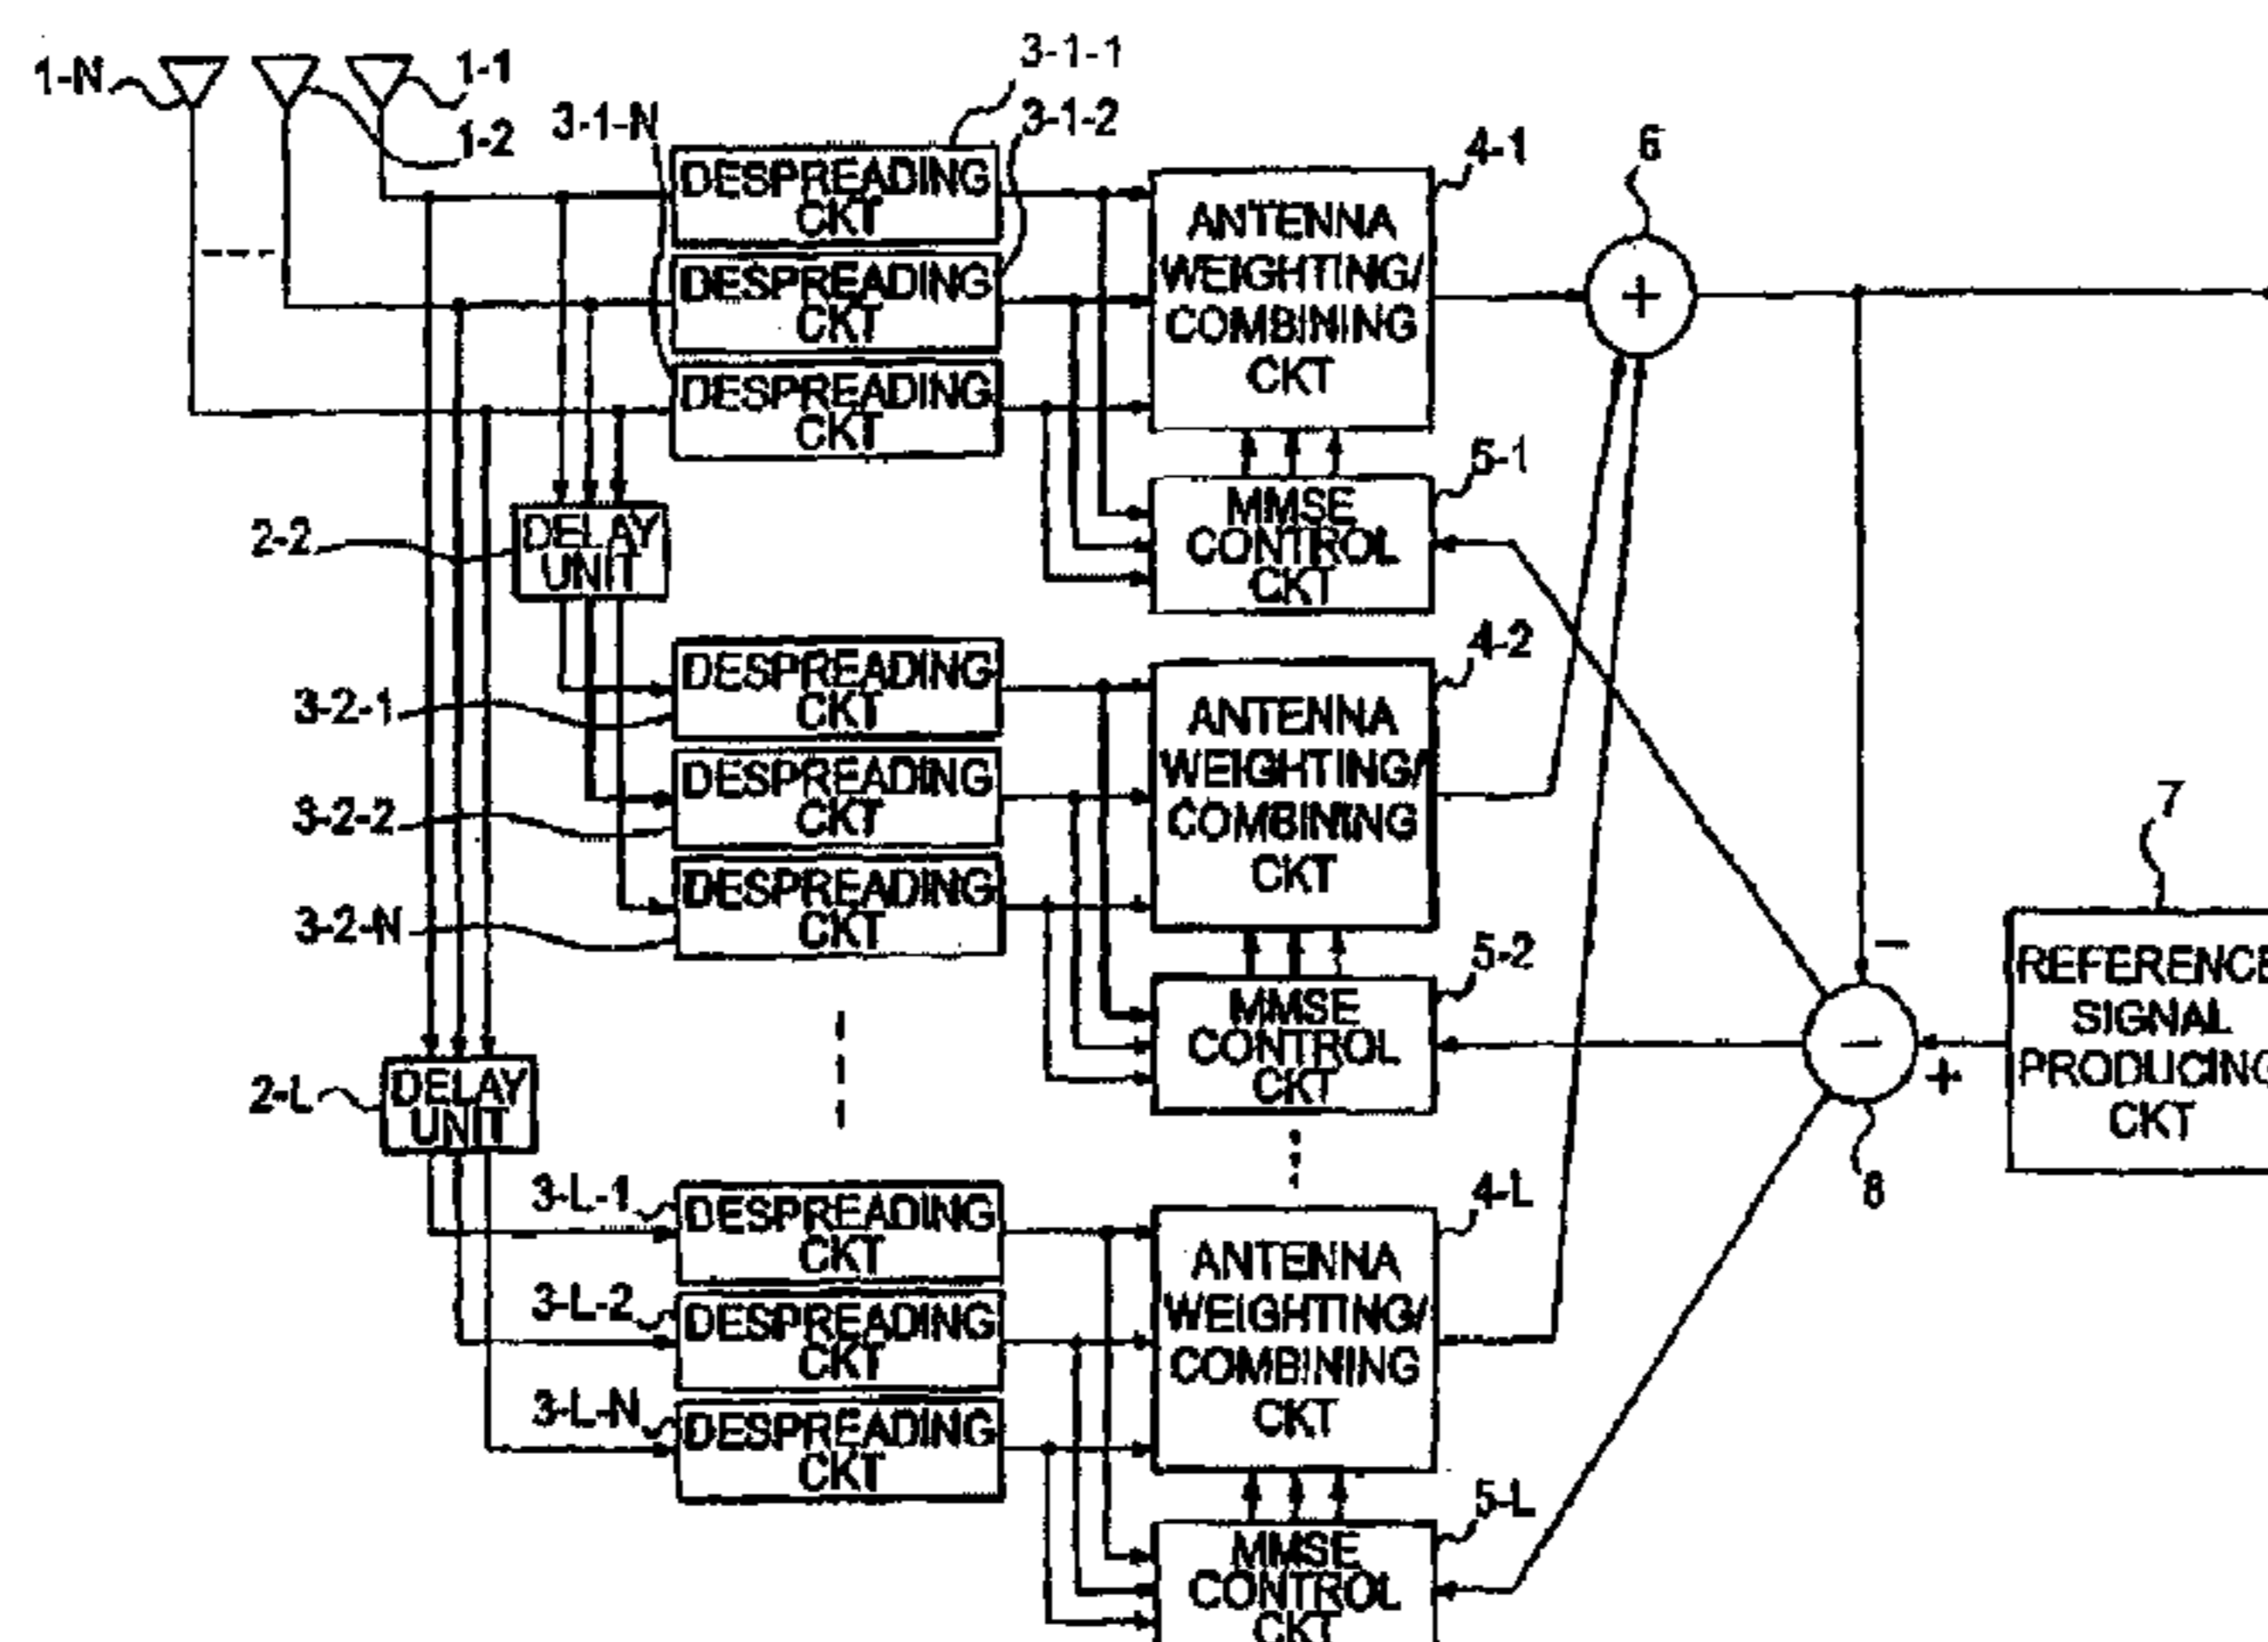 1-N
1-1
1-2
3-1-N
3-1-1
3-1-2
DESPREADING
CKT
DESPREADING
CKT
DESPREADING
CKT
4-1
ANTENNA
WEIGHTING/
COMBINING
CKT
6
+
5-1
MMSE
CONTROL
CKT
2-2
DELAY
UNIT
3-2-1
DESPREADING
CKT
3-2-2
DESPREADING
CKT
3-2-N
DESPREADING
CKT
4-2
ANTENNA
WEIGHTING/
COMBINING
CKT
5-2
MMSE
CONTROL
CKT
7
REFERENCE
SIGNAL
PRODUCING
CKT
−
−
+
8
2-L
DELAY
UNIT
3-L-1
DESPREADING
CKT
3-L-2
DESPREADING
CKT
3-L-N
DESPREADING
CKT
4-L
ANTENNA
WEIGHTING/
COMBINING
CKT
5-L
MMSE
CONTROL
CKT